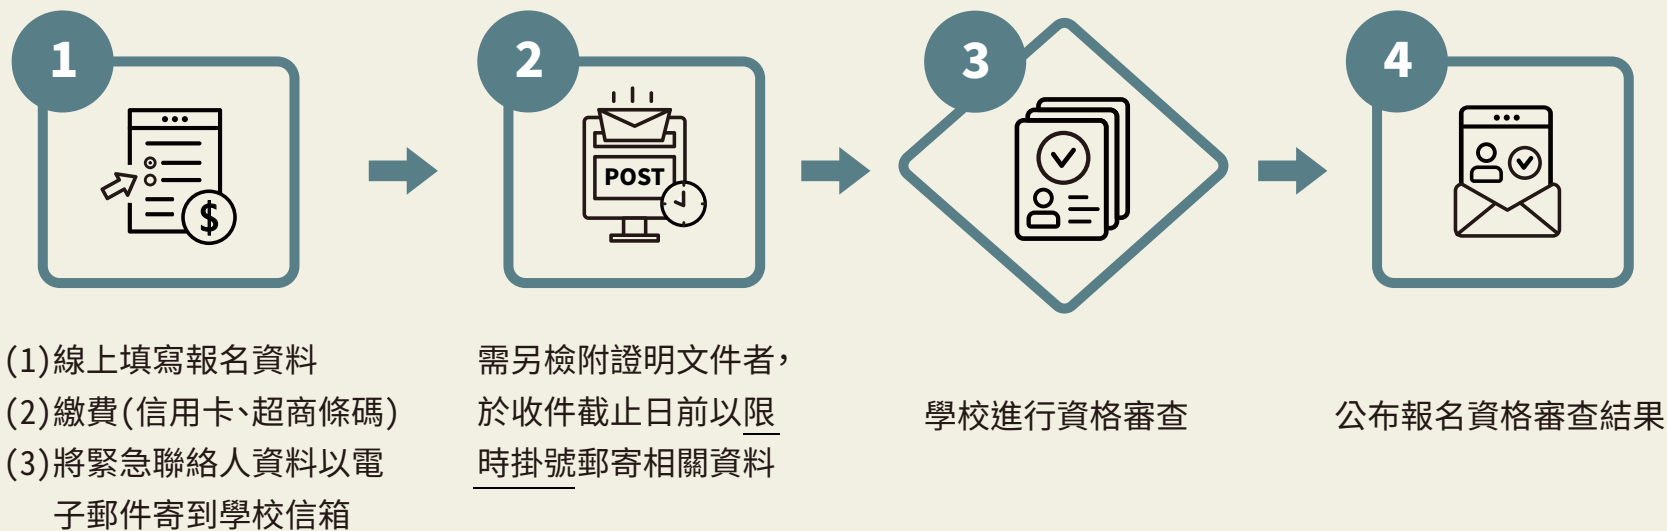 1
2
3
4
$
POST
(1)線上填寫報名資料
(2)繳費(信用卡、超商條碼)
(3)將緊急聯絡人資料以電
子郵件寄到學校信箱
需另檢附證明文件者，
於收件截止日前以限
時掛號郵寄相關資料
學校進行資格審查
公布報名資格審查結果